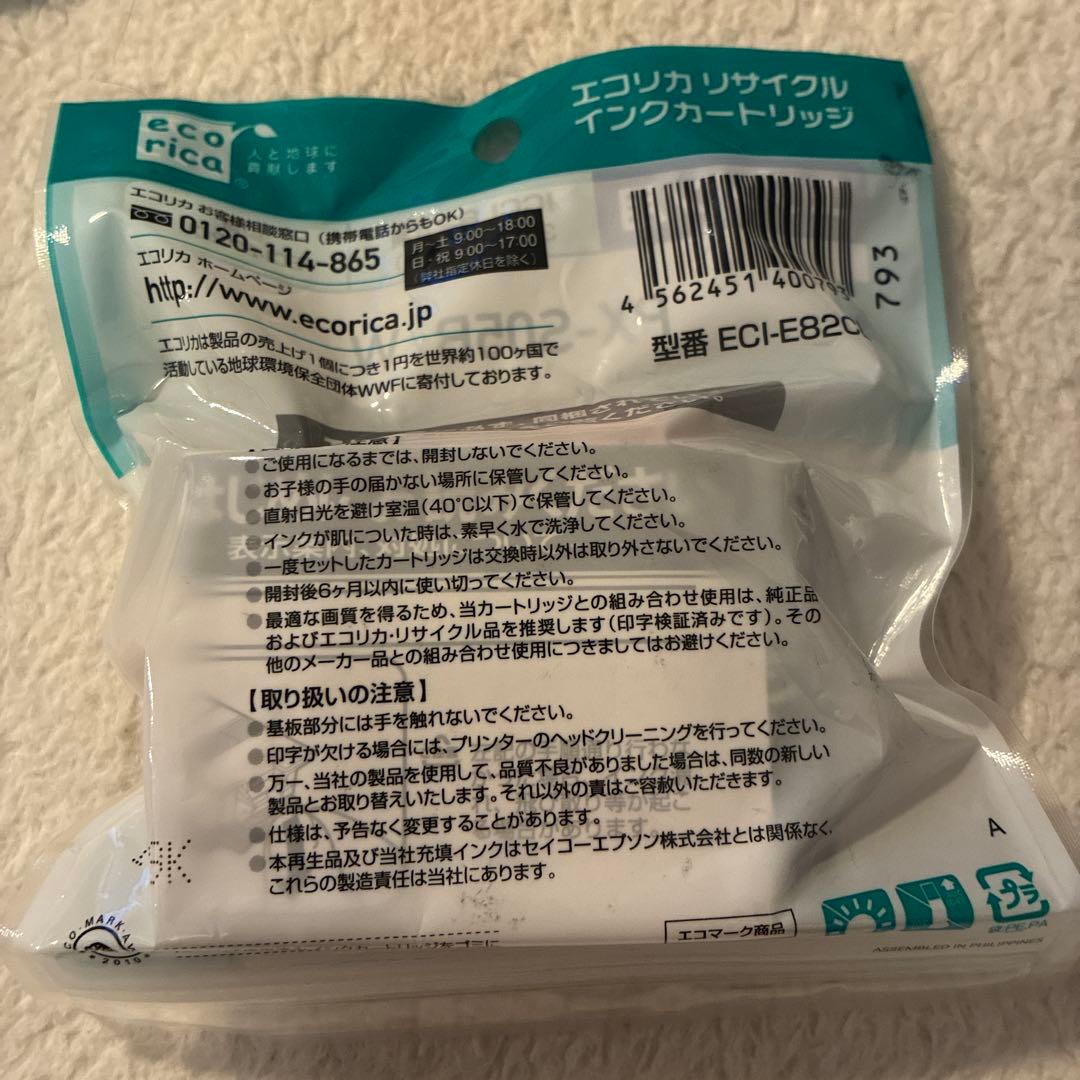 エコリカ リサイクル
インクカートリッジ
eco
rica
人と地球に
貢献します
エコリカ お客様相談窓口（携帯電話からもOK）
0120-114-865
月～土 9:00～18:00
日・祝 9:00～17:00
（弊社指定休日を除く）
エコリカ ホームページ
http://www.ecorica.jp
エコリカは製品の売上げ1個につき1円を世界約100ヶ国で
活動している地球環境保全団体WWFに寄付しております。
4 562451 400793
793
型番 ECI-E82C
●ご使用になるまでは、開封しないでください。
●お子様の手の届かない場所に保管してください。
●直射日光を避け室温（40℃以下）で保管してください。
●インクが肌についた時は、素早く水で洗浄してください。
●一度セットしたカートリッジは交換時以外は取り外さないでください。
●開封後6ヶ月以内に使い切ってください。
●最適な画質を得るため、当カートリッジとの組み合わせ使用は、純正品
およびエコリカ・リサイクル品を推奨します（印字検証済みです）。その
他のメーカー品との組み合わせ使用につきましてはお避けください。
【取り扱いの注意】
●基板部分には手を触れないでください。
●印字が欠ける場合には、プリンターのヘッドクリーニングを行ってください。
●万一、当社の製品を使用して、品質不良がありました場合は、同数の新しい
製品とお取り替えいたします。それ以外の責はご容赦いただきます。
●仕様は、予告なく変更することがあります。
●本再生品及び当社充填インクはセイコーエプソン株式会社とは関係なく、
これらの製造責任は当社にあります。
9K
A
プラ
袋:PE,PA
エコマーク商品
ASSEMBLED IN PHILIPPINES
2010